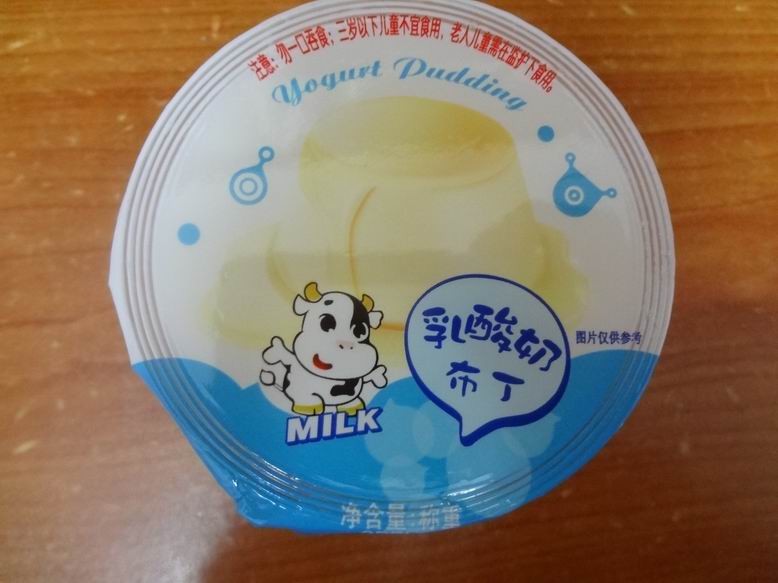 注意：勿一口吞食；三岁以下儿童不宜食用，老人儿童需在监护下食用。
Yogurt Pudding
乳酸奶
布丁
图片仅供参考
MILK
净含量：称重